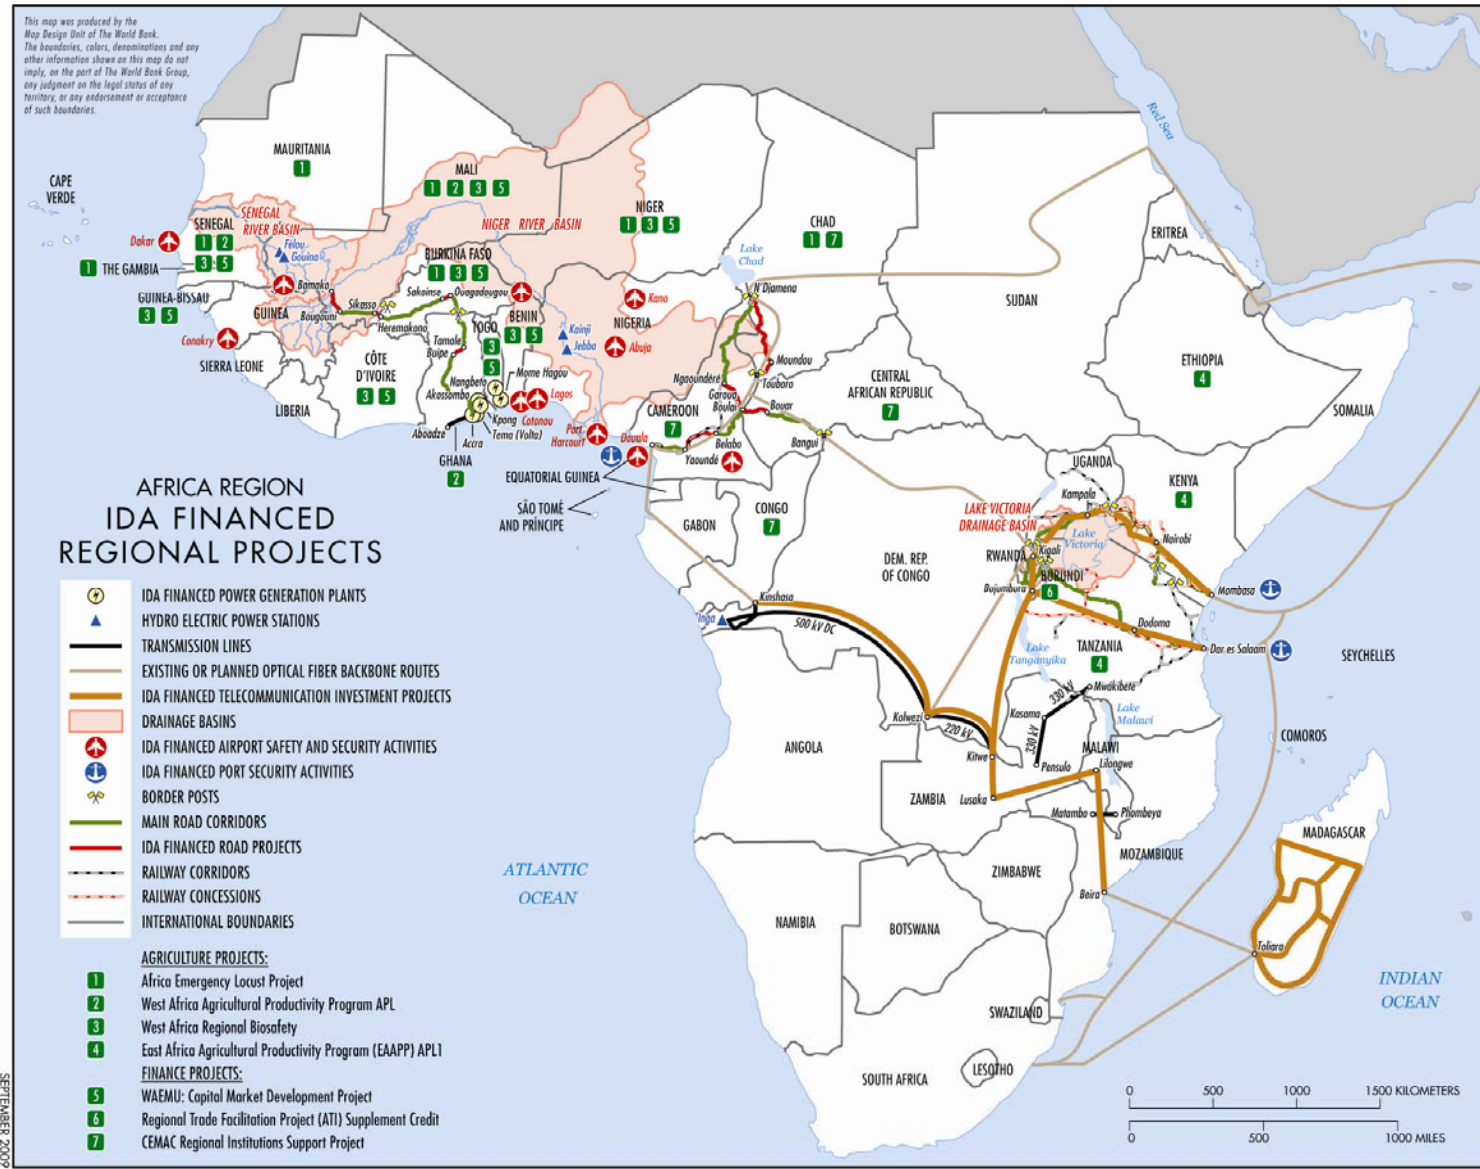 This map was produced by the
Map Design Unit of The World Bank.
The boundaries, colors, denominations and any
other information shown on this map do not
imply, on the part of The World Bank Group,
any judgment on the legal status of any
territory, or any endorsement or acceptance
of such boundaries.
Red Sea
CAPE
VERDE
MAURITANIA
1
MALI
1 2 3 5
NIGER
1 3 5
CHAD
1 7
SUDAN
ERITREA
ETHIOPIA
4
SOMALIA
SENEGAL
RIVER BASIN
NIGER RIVER BASIN
SENEGAL
1 2
3 5
Dakar
Félou
Gouina
1 THE GAMBIA
GUINEA-BISSAU
3 5
Bamako
BURKINA FASO
1 3 5
Sakoinse
Ouagadougou
Sikasso
Bougouni
Heremakono
GUINEA
Conakry
SIERRA LEONE
LIBERIA
CÔTE
D'IVOIRE
3 5
Tamale
Buipe
TOGO
3
5
BENIN
3 5
Kainji
Jebba
NIGERIA
Kano
Abuja
Nangbeto
Mome Hagou
Akossombo
Lagos
Cotonou
Kpong
Tema (Volta)
Aboadze
Accra
GHANA
2
Port
Harcourt
Douala
Lake
Chad
N'Djamena
Moundou
Touboro
Ngaoundéré
Garoua
Boulai
Bouar
CAMEROON
7
Belabo
Bangui
Yaoundé
CENTRAL
AFRICAN REPUBLIC
7
EQUATORIAL GUINEA
SÃO TOMÉ
AND PRÍNCIPE
GABON
CONGO
7
DEM. REP.
OF CONGO
UGANDA
Kampala
KENYA
4
LAKE VICTORIA
DRAINAGE BASIN
Lake
Victoria
Nairobi
RWANDA
Kigali
BURUNDI
6
Bujumbura
Mombasa
Kinshasa
Inga
500 kV DC
Dodoma
Dar es Salaam
TANZANIA
4
Lake
Tanganyika
SEYCHELLES
Mwakibete
330 kV
Kasama
330 kV
Lake
Malawi
Kolwezi
220 kV
ANGOLA
Kitwe
Pensulo
MALAWI
Lilongwe
COMOROS
ZAMBIA
Lusaka
Matambo
Phombeya
MOZAMBIQUE
MADAGASCAR
ZIMBABWE
Beira
NAMIBIA
BOTSWANA
Toliara
SWAZILAND
LESOTHO
SOUTH AFRICA
ATLANTIC
OCEAN
INDIAN
OCEAN
AFRICA REGION
IDA FINANCED
REGIONAL PROJECTS
IDA FINANCED POWER GENERATION PLANTS
HYDRO ELECTRIC POWER STATIONS
TRANSMISSION LINES
EXISTING OR PLANNED OPTICAL FIBER BACKBONE ROUTES
IDA FINANCED TELECOMMUNICATION INVESTMENT PROJECTS
DRAINAGE BASINS
IDA FINANCED AIRPORT SAFETY AND SECURITY ACTIVITIES
IDA FINANCED PORT SECURITY ACTIVITIES
BORDER POSTS
MAIN ROAD CORRIDORS
IDA FINANCED ROAD PROJECTS
RAILWAY CORRIDORS
RAILWAY CONCESSIONS
INTERNATIONAL BOUNDARIES
AGRICULTURE PROJECTS:
1 Africa Emergency Locust Project
2 West Africa Agricultural Productivity Program APL
3 West Africa Regional Biosafety
4 East Africa Agricultural Productivity Program (EAAPP) APL1
FINANCE PROJECTS:
5 WAEMU: Capital Market Development Project
6 Regional Trade Facilitation Project (ATI) Supplement Credit
7 CEMAC Regional Institutions Support Project
0 500 1000 1500 KILOMETERS
0 500 1000 MILES
SEPTEMBER 2009